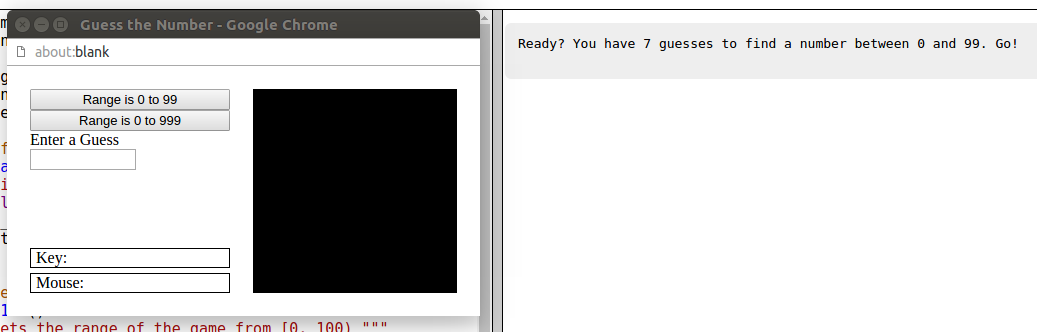 Guess the Number - Google Chrome
about:blank
Range is 0 to 99
Range is 0 to 999
Enter a Guess
Key:
Mouse:
ets the range of the game from [0, 100) """
Ready? You have 7 guesses to find a number between 0 and 99. Go!